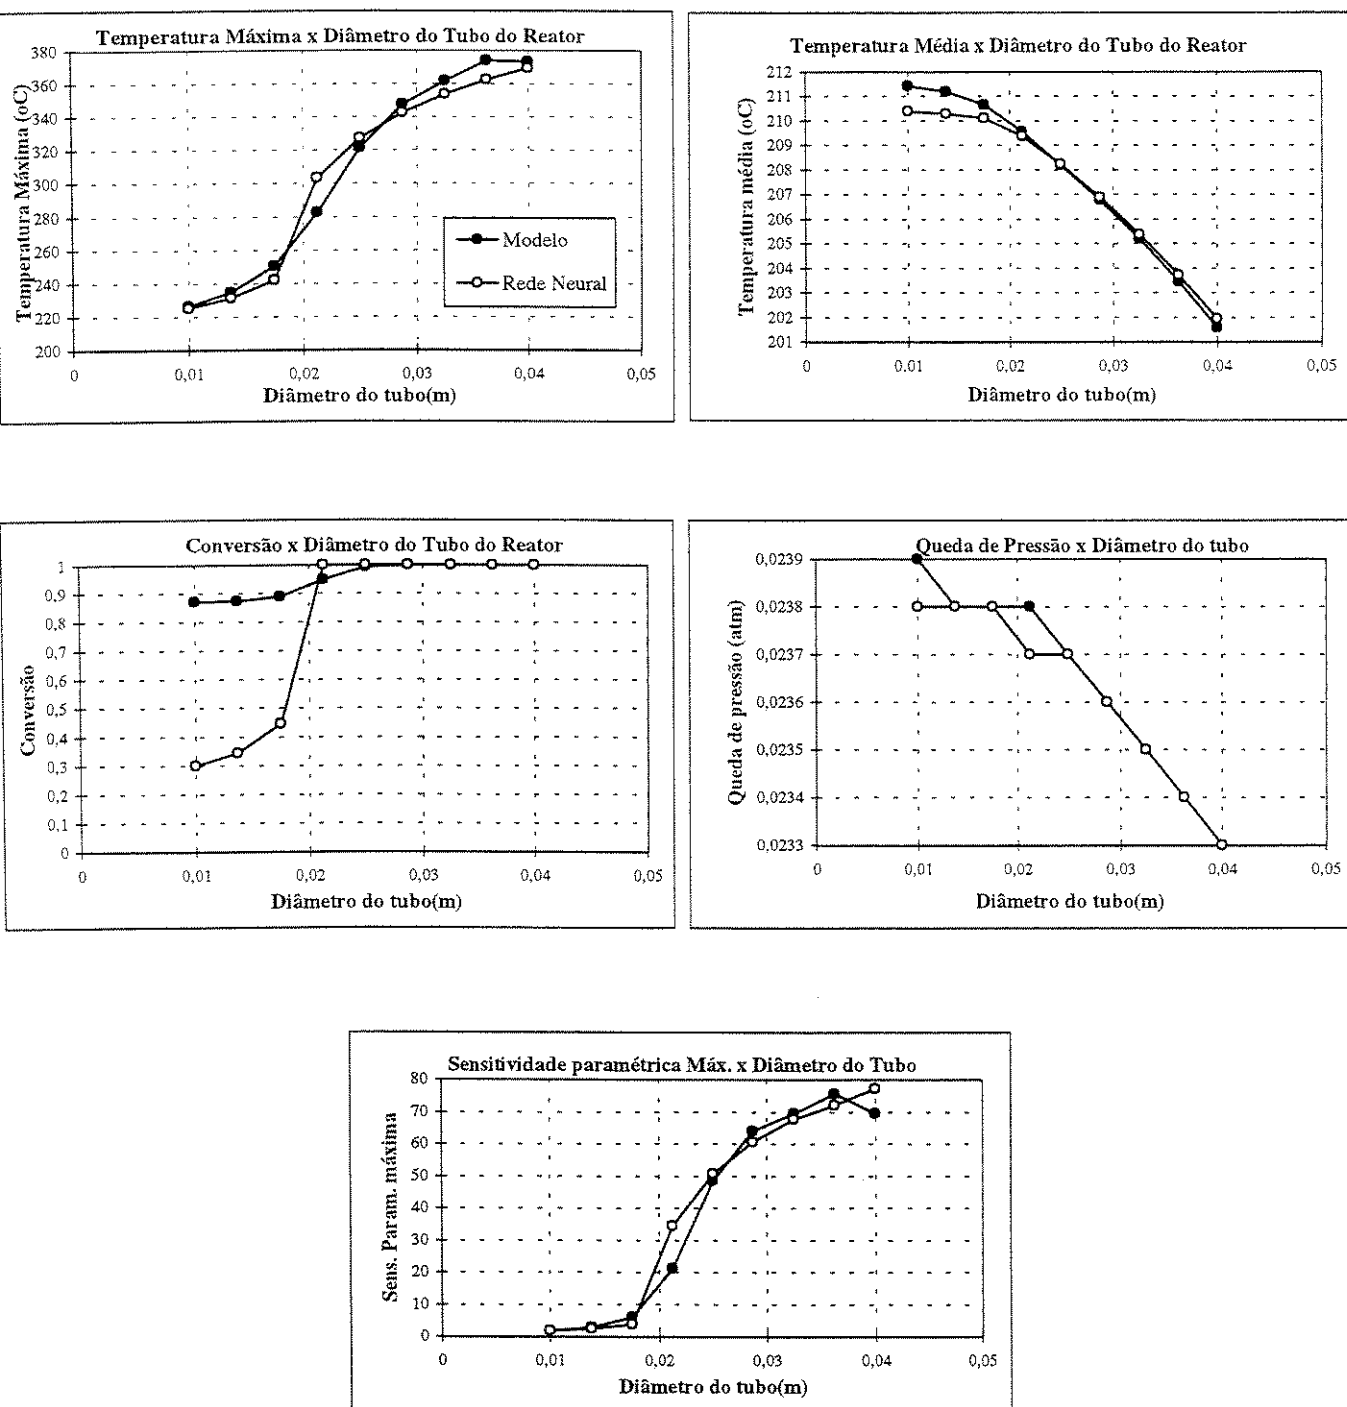 Temperatura Máxima x Diâmetro do Tubo do Reator
380
360
340
320
300
280
260
240
220
200
Temperatura Máxima (oC)
Modelo
Rede Neural
0 0,01 0,02 0,03 0,04 0,05
Diâmetro do tubo(m)
Temperatura Média x Diâmetro do Tubo do Reator
212
211
210
209
208
207
206
205
204
203
202
201
Temperatura média (oC)
0 0,01 0,02 0,03 0,04 0,05
Diâmetro do tubo(m)
Conversão x Diâmetro do Tubo do Reator
1
0,9
0,8
0,7
0,6
0,5
0,4
0,3
0,2
0,1
0
Conversão
0 0,01 0,02 0,03 0,04 0,05
Diâmetro do tubo(m)
Queda de Pressão x Diâmetro do tubo
0,0239
0,0238
0,0237
0,0236
0,0235
0,0234
0,0233
Queda de pressão (atm)
0 0,01 0,02 0,03 0,04 0,05
Diâmetro do tubo(m)
Sensitividade paramétrica Máx. x Diâmetro do Tubo
80
70
60
50
40
30
20
10
0
Sens. Param. máxima
0 0,01 0,02 0,03 0,04 0,05
Diâmetro do tubo(m)